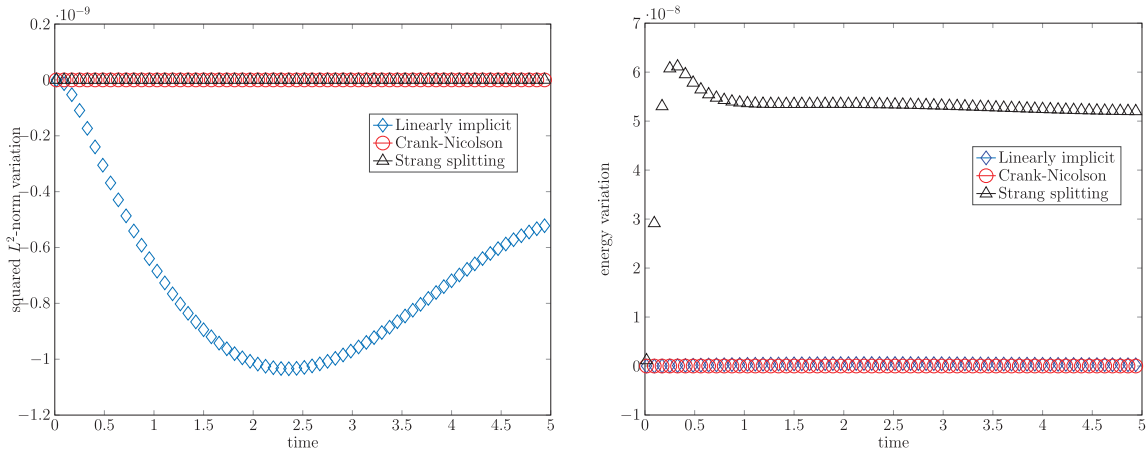 ·10⁻⁹
0.2
0
−0.2
−0.4
−0.6
−0.8
−1
−1.2
squared L²-norm variation
Linearly implicit
Crank-Nicolson
Strang splitting
0 0.5 1 1.5 2 2.5 3 3.5 4 4.5 5
time
·10⁻⁸
7
6
5
4
3
2
1
0
−1
energy variation
Linearly implicit
Crank-Nicolson
Strang splitting
0 0.5 1 1.5 2 2.5 3 3.5 4 4.5 5
time